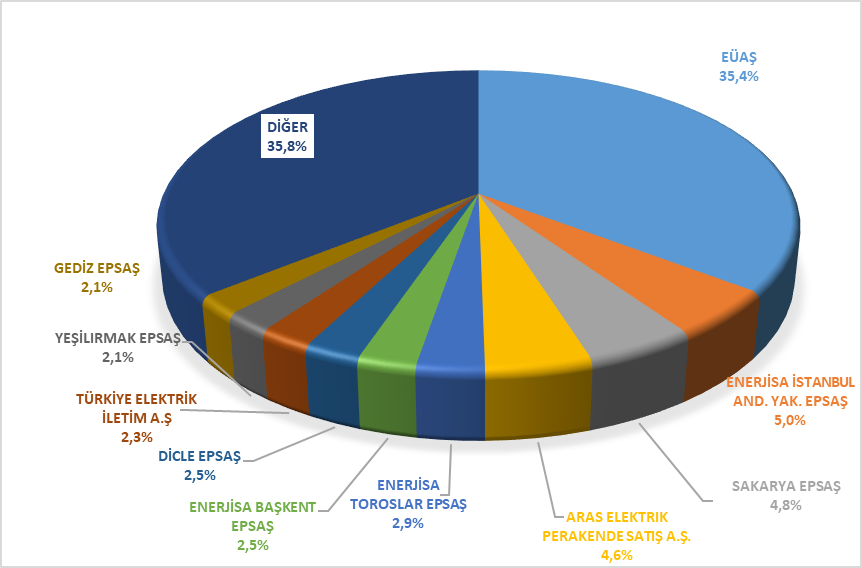 EÜAŞ
35,4%
DİĞER
35,8%
GEDİZ EPSAŞ
2,1%
YEŞİLIRMAK EPSAŞ
2,1%
TÜRKİYE ELEKTRİK
İLETİM A.Ş
2,3%
DİCLE EPSAŞ
2,5%
ENERJİSA BAŞKENT
EPSAŞ
2,5%
ENERJİSA
TOROSLAR EPSAŞ
2,9%
ARAS ELEKTRIK
PERAKENDE SATIŞ A.Ş.
4,6%
SAKARYA EPSAŞ
4,8%
ENERJİSA İSTANBUL
AND. YAK. EPSAŞ
5,0%